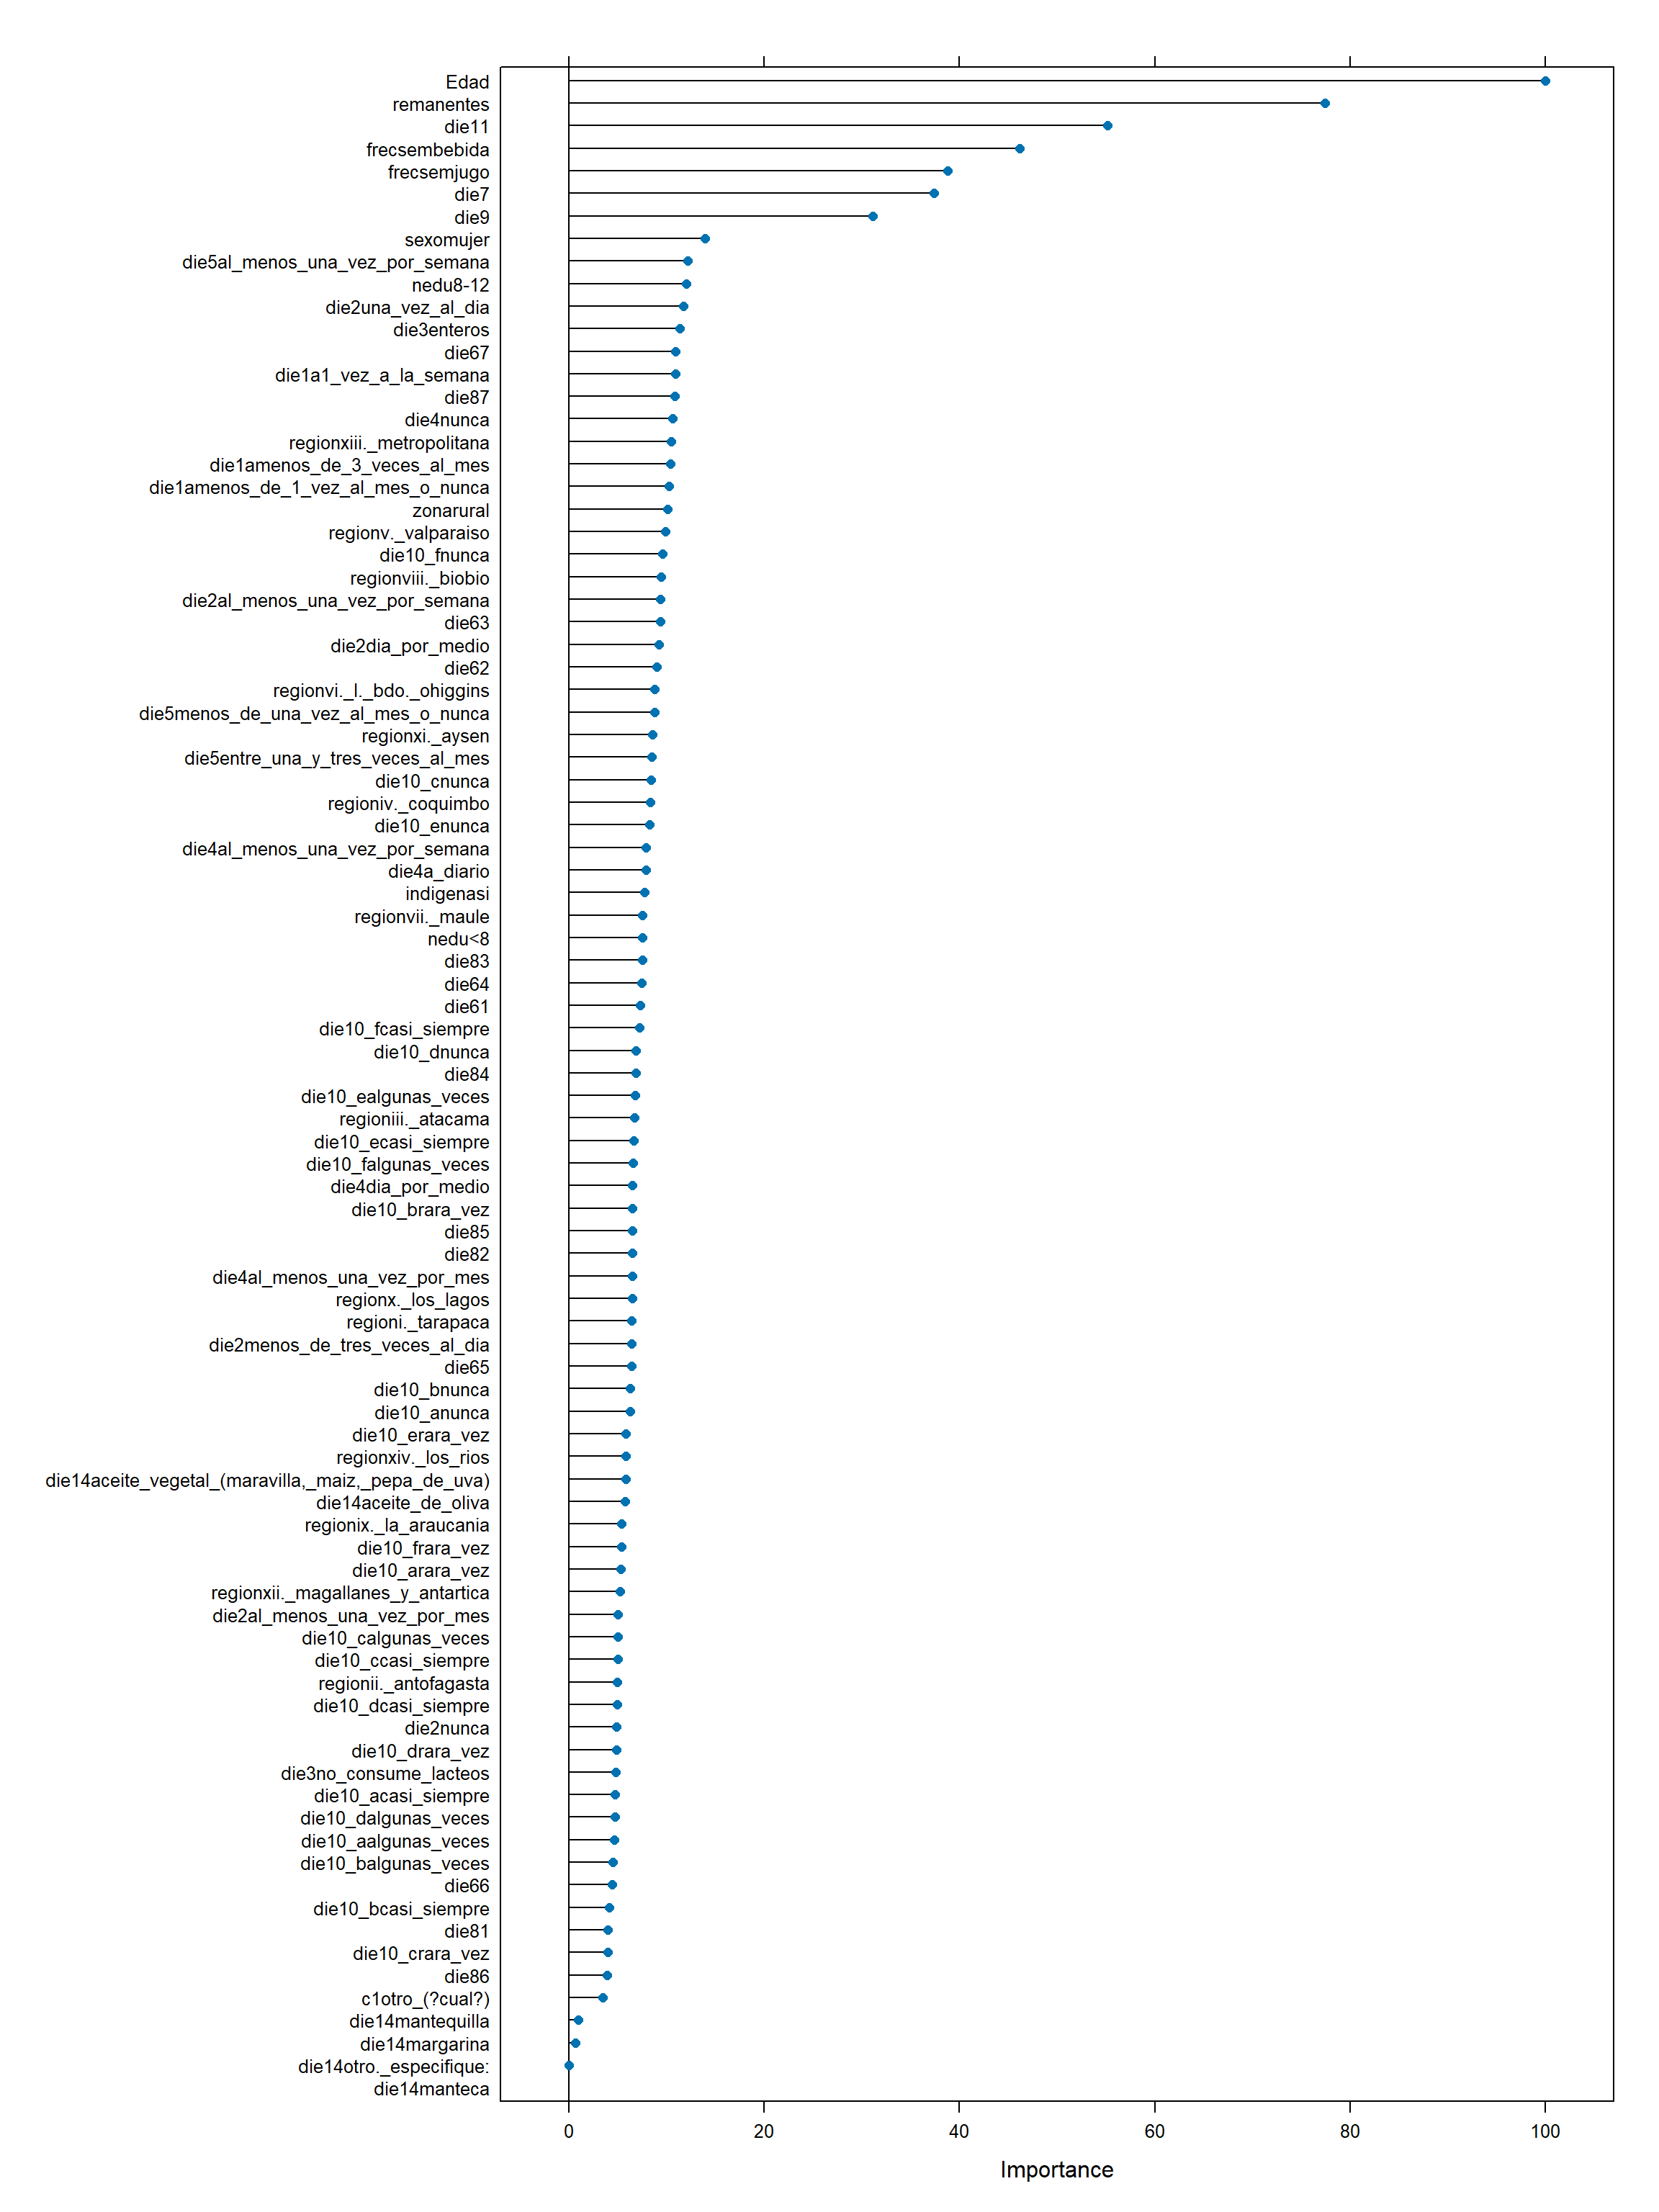 Edad
remanentes
die11
frecsembebida
frecsemjugo
die7
die9
sexomujer
die5al_menos_una_vez_por_semana
nedu8-12
die2una_vez_al_dia
die3enteros
die67
die1a1_vez_a_la_semana
die87
die4nunca
regionxiii._metropolitana
die1amenos_de_3_veces_al_mes
die1amenos_de_1_vez_al_mes_o_nunca
zonarural
regionv._valparaiso
die10_fnunca
regionviii._biobio
die2al_menos_una_vez_por_semana
die63
die2dia_por_medio
die62
regionvi._l._bdo._ohiggins
die5menos_de_una_vez_al_mes_o_nunca
regionxi._aysen
die5entre_una_y_tres_veces_al_mes
die10_cnunca
regioniv._coquimbo
die10_enunca
die4al_menos_una_vez_por_semana
die4a_diario
indigenasi
regionvii._maule
nedu<8
die83
die64
die61
die10_fcasi_siempre
die10_dnunca
die84
die10_ealgunas_veces
regioniii._atacama
die10_ecasi_siempre
die10_falgunas_veces
die4dia_por_medio
die10_brara_vez
die85
die82
die4al_menos_una_vez_por_mes
regionx._los_lagos
regioni._tarapaca
die2menos_de_tres_veces_al_dia
die65
die10_bnunca
die10_anunca
die10_erara_vez
regionxiv._los_rios
die14aceite_vegetal_(maravilla,_maiz,_pepa_de_uva)
die14aceite_de_oliva
regionix._la_araucania
die10_frara_vez
die10_arara_vez
regionxii._magallanes_y_antartica
die2al_menos_una_vez_por_mes
die10_calgunas_veces
die10_ccasi_siempre
regionii._antofagasta
die10_dcasi_siempre
die2nunca
die10_drara_vez
die3no_consume_lacteos
die10_acasi_siempre
die10_dalgunas_veces
die10_aalgunas_veces
die10_balgunas_veces
die66
die10_bcasi_siempre
die81
die10_crara_vez
die86
c1otro_(?cual?)
die14mantequilla
die14margarina
die14otro._especifique:
die14manteca
0 20 40 60 80 100
Importance